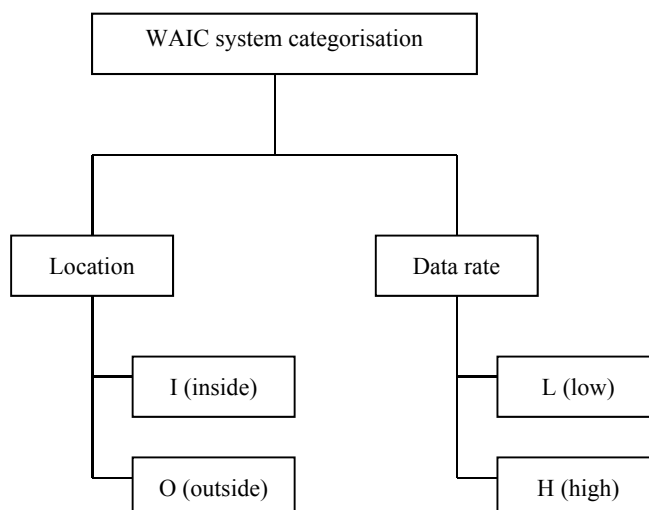 WAIC system categorisation
Location
Data rate
I (inside)
L (low)
O (outside)
H (high)